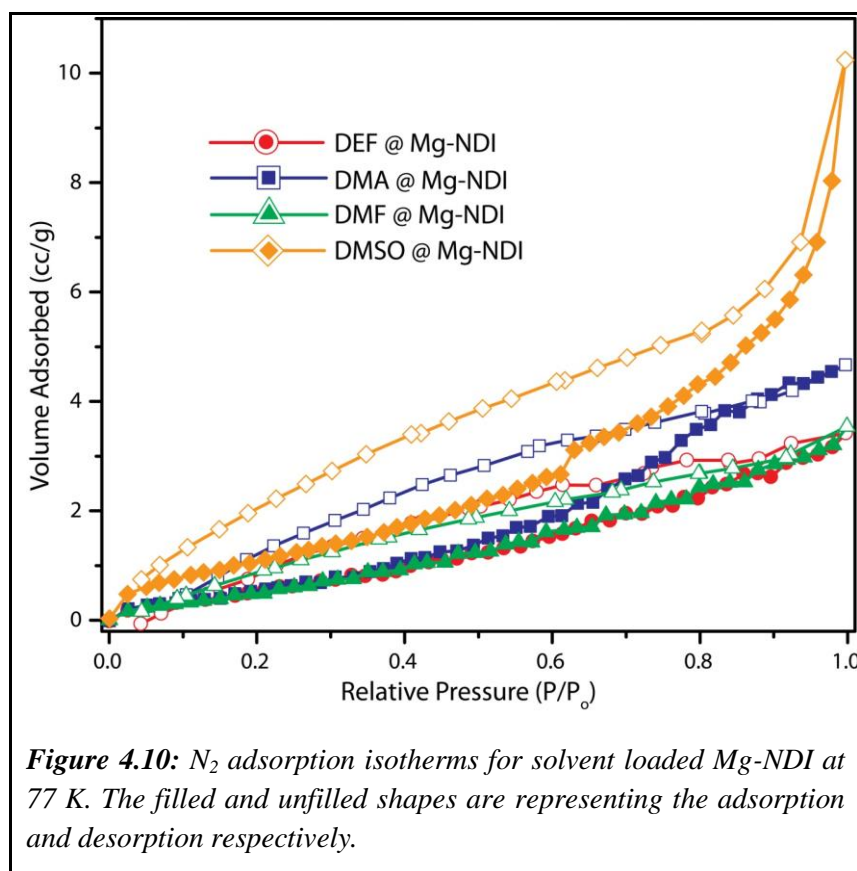 10
8
6
4
2
0
Volume Adsorbed (cc/g)
DEF @ Mg-NDI
DMA @ Mg-NDI
DMF @ Mg-NDI
DMSO @ Mg-NDI
0.0 0.2 0.4 0.6 0.8 1.0
Relative Pressure (P/Po)
Figure 4.10: N2 adsorption isotherms for solvent loaded Mg-NDI at
77 K. The filled and unfilled shapes are representing the adsorption
and desorption respectively.